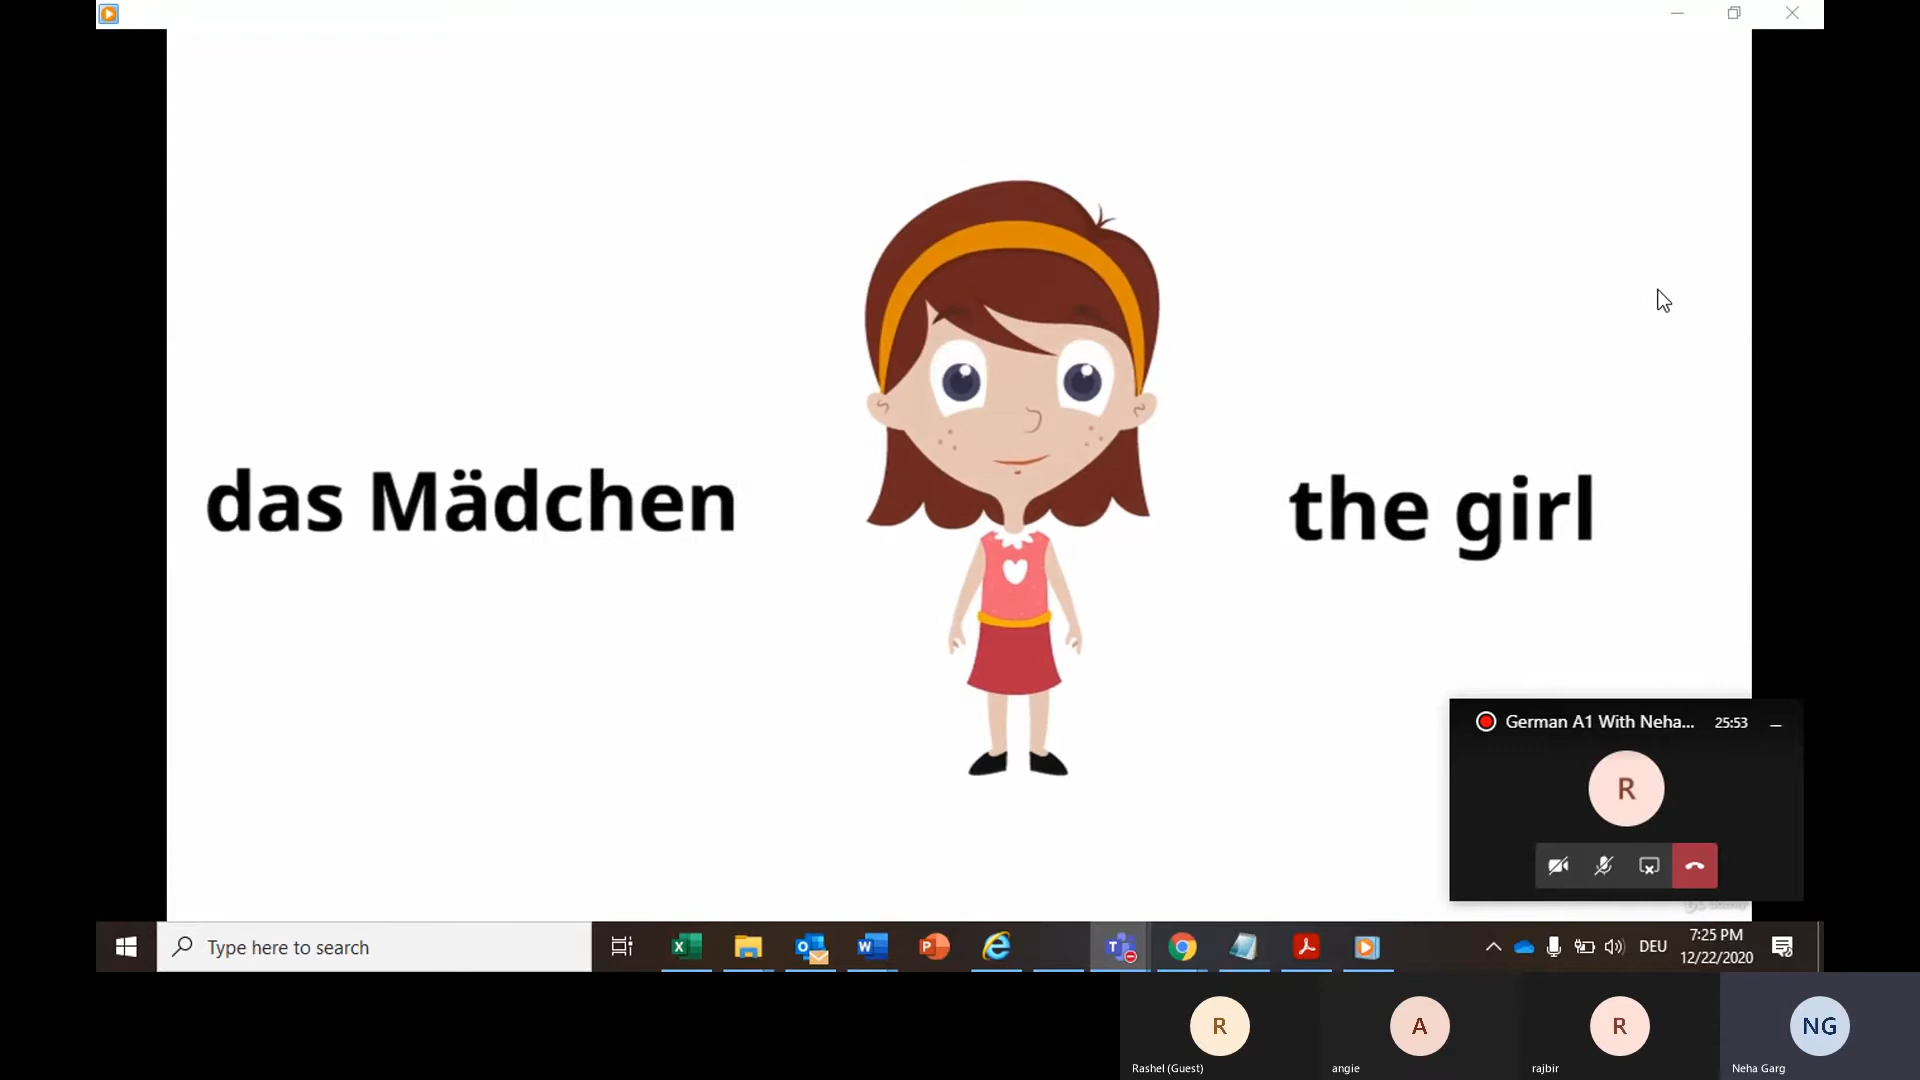 das Mädchen
the girl
German A1 With Neha...
25:53
R
Type here to search
DEU
7:25 PM
12/22/2020
R
A
R
NG
Rashel (Guest)
angie
rajbir
Neha Garg